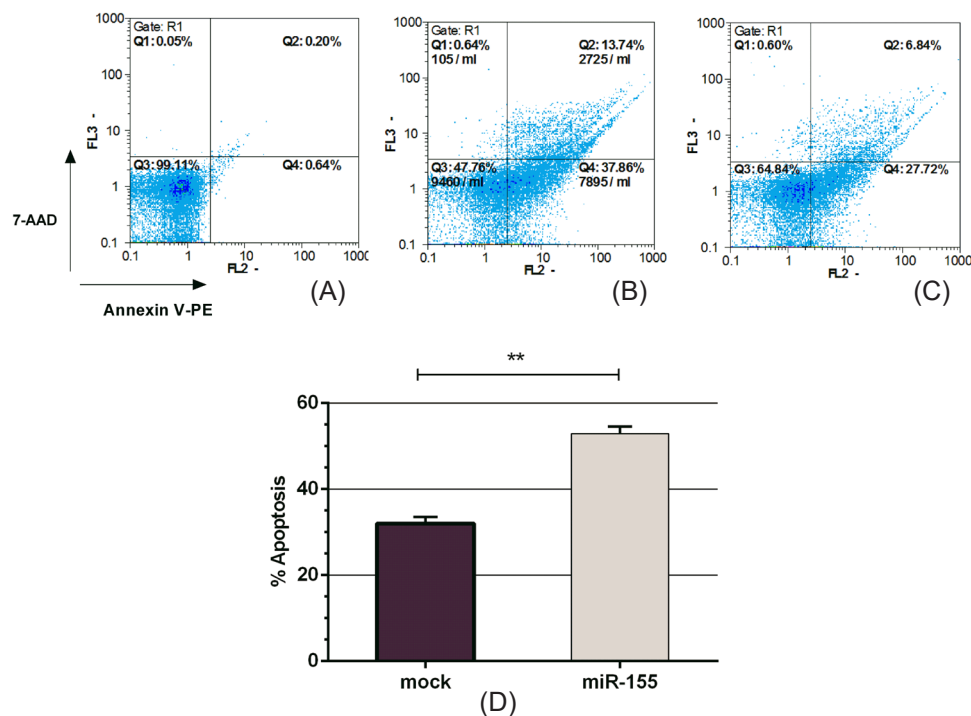 1000
Gate: R1
Q1: 0.05%
Q2: 0.20%
100
FL3 -
10
Q3: 99.11%
Q4: 0.64%
1
0.1
0.1 1 10 100 1000
FL2 -
7-AAD
Annexin V-PE
(A)
1000
Gate: R1
Q1: 0.64%
105 / ml
Q2: 13.74%
2725 / ml
100
FL3 -
10
Q3: 47.76%
9460 / ml
Q4: 37.86%
7895 / ml
1
0.1
0.1 1 10 100 1000
FL2 -
(B)
1000
Gate: R1
Q1: 0.60%
Q2: 6.84%
100
FL3 -
10
Q3: 64.84%
Q4: 27.72%
1
0.1
0.1 1 10 100 1000
FL2 -
(C)
**
60
40
20
0
% Apoptosis
mock miR-155
(D)